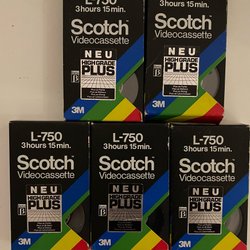 L-750
3 hours 15 min.
Scotch
Videocassette
NEU
HIGH GRADE
PLUS
3M
L-750
3 hours 15 min.
Scotch
Videocassette
NEU
HIGH GRADE
PLUS
3M
L-750
3 hours 15 min.
Scotch
Videocassette
NEU
HIGH GRADE
PLUS
3M
L-750
3 hours 15 min.
Scotch
Videocassette
NEU
HIGH GRADE
PLUS
3M
L-750
3 hours 15 min.
Scotch
Videocassette
NEU
HIGH GRADE
PLUS
3M